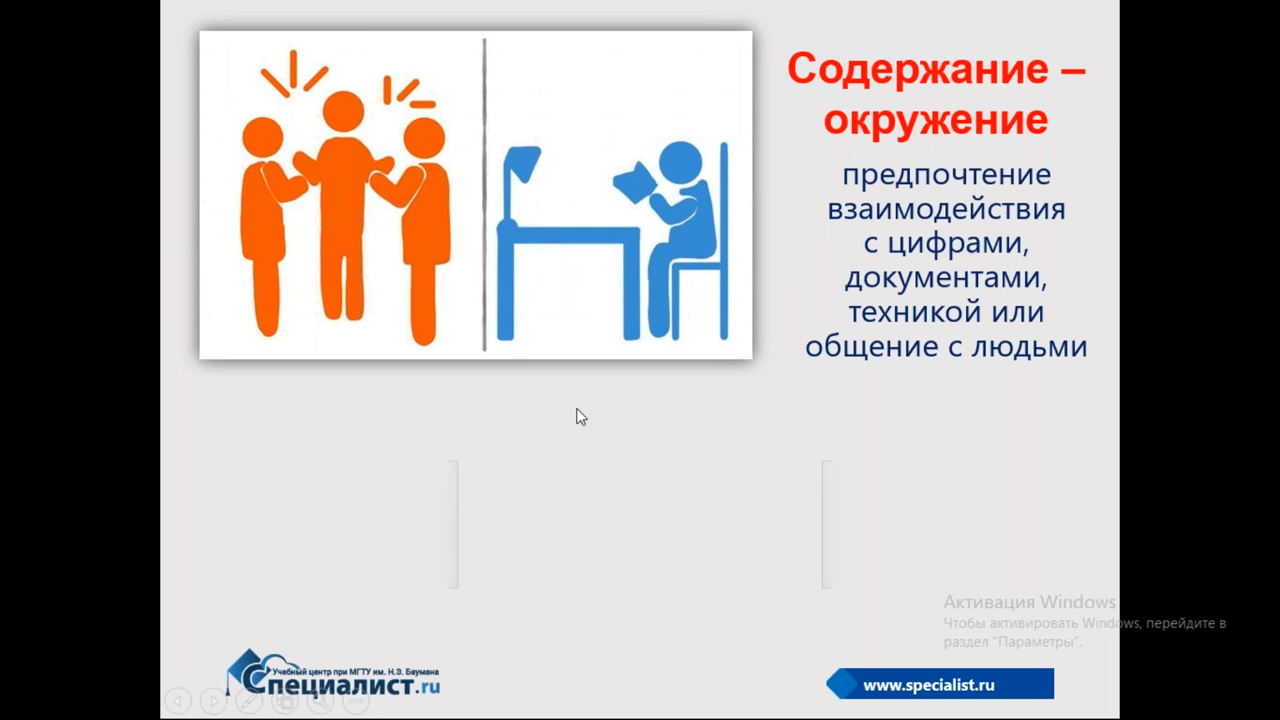 Содержание –
окружение
предпочтение
взаимодействия
с цифрами,
документами,
техникой или
общение с людьми
Активация Windows
Чтобы активировать Windows, перейдите в
раздел "Параметры".
Учебный центр при МГТУ им. Н.Э. Баумана
Специалист.ru
www.specialist.ru